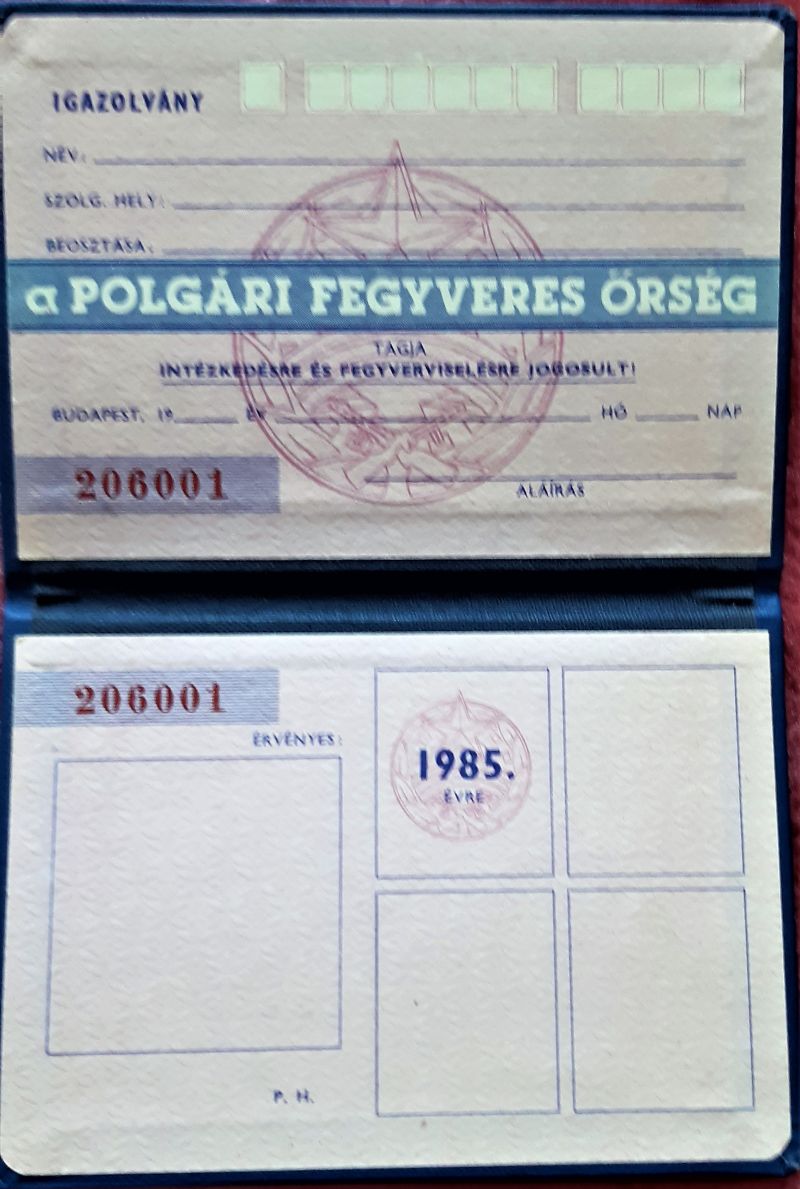 IGAZOLVÁNY
NÉV:
SZOLG. HELY:
BEOSZTÁSA:
a POLGÁRI FEGYVERES ŐRSÉG
TAGJA
INTÉZKEDÉSRE ÉS FEGYVERVISELÉSRE JOGOSULT!
BUDAPEST, 19 ÉV HÓ NAP
206001
ALÁÍRÁS
206001
ÉRVÉNYES:
1985.
ÉVRE
P. H.